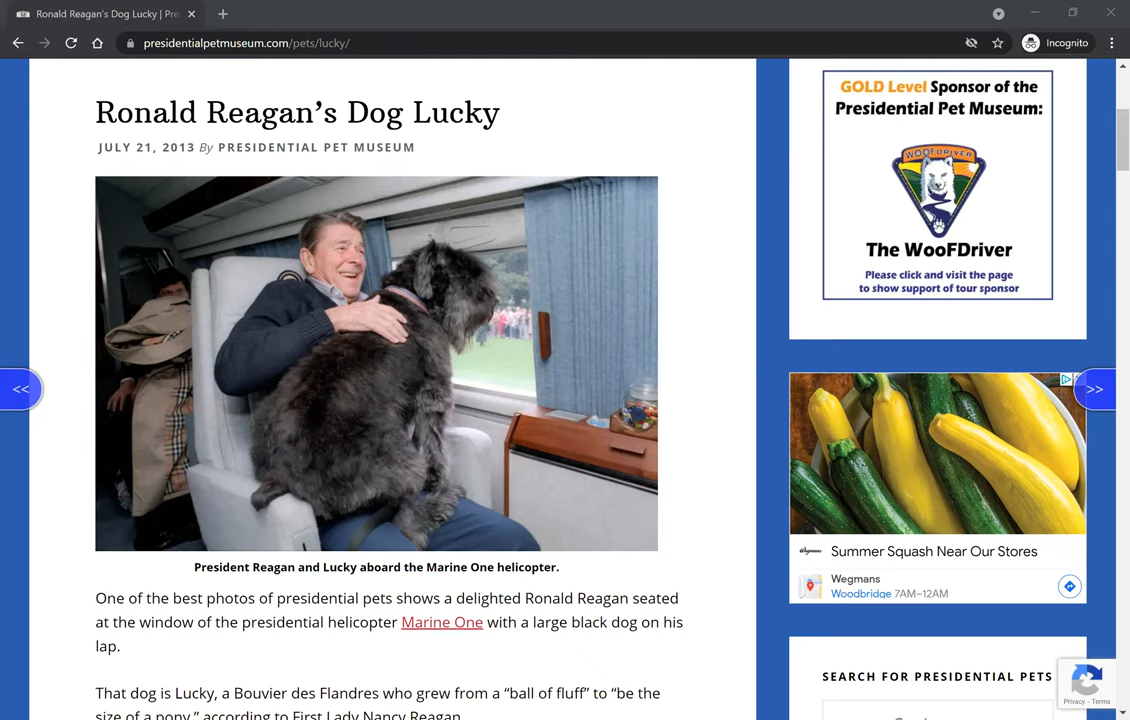 Ronald Reagan's Dog Lucky | Pre
presidentialpetmuseum.com/pets/lucky/
Incognito
Ronald Reagan’s Dog Lucky
JULY 21, 2013 By PRESIDENTIAL PET MUSEUM
President Reagan and Lucky aboard the Marine One helicopter.
One of the best photos of presidential pets shows a delighted Ronald Reagan seated
at the window of the presidential helicopter Marine One with a large black dog on his
lap.
That dog is Lucky, a Bouvier des Flandres who grew from a “ball of fluff” to “be the
size of a pony,” according to First Lady Nancy Reagan.
<<
>>
GOLD Level Sponsor of the
Presidential Pet Museum:
WOOFDRIVER
The WooFDriver
Please click and visit the page
to show support of tour sponsor
Wegmans
Summer Squash Near Our Stores
Wegmans
Woodbridge 7AM–12AM
SEARCH FOR PRESIDENTIAL PETS
Privacy - Terms